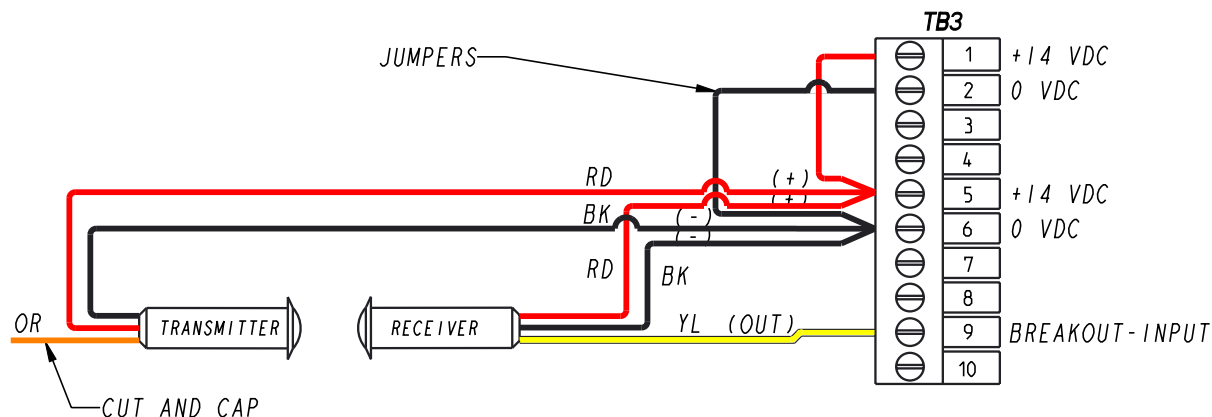 TB3
JUMPERS
1 +14 VDC
2 0 VDC
3
4
RD (+)
5 +14 VDC
(+)
BK (-)
6 0 VDC
(-)
RD BK
7
8
OR TRANSMITTER RECEIVER YL (OUT)
9 BREAKOUT-INPUT
10
CUT AND CAP